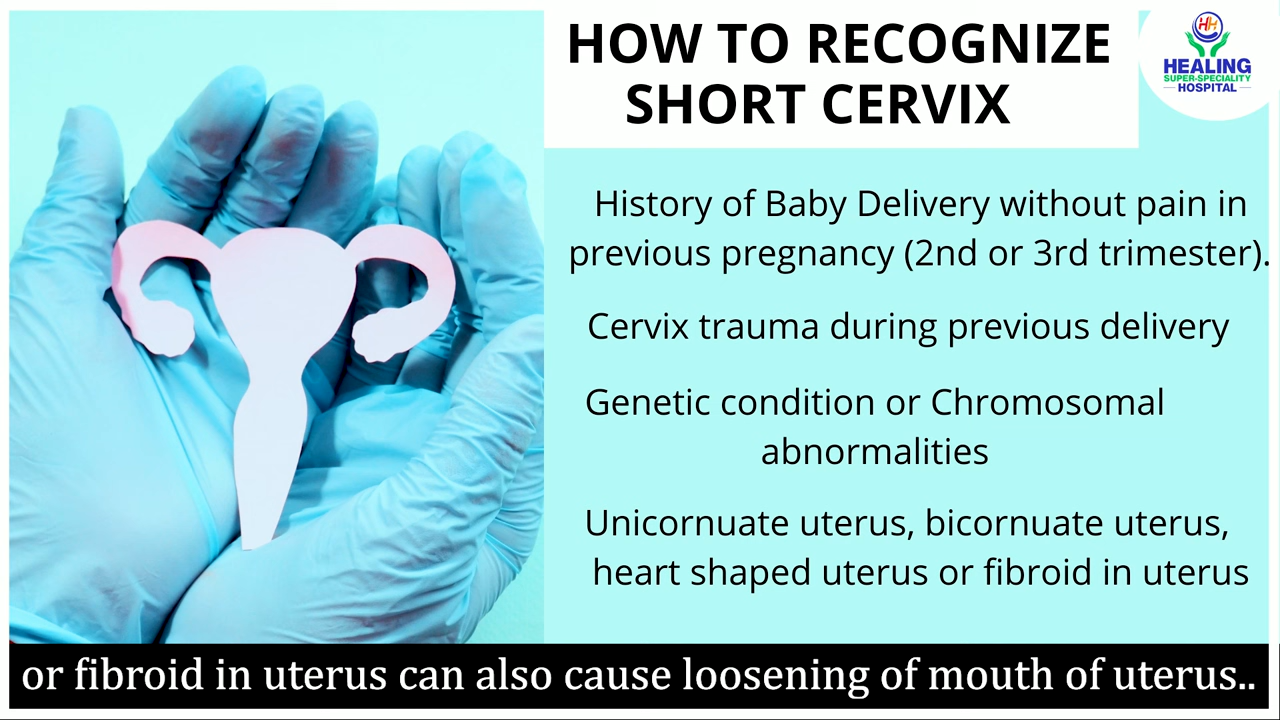 HOW TO RECOGNIZE
SHORT CERVIX
HH
HEALING
SUPER-SPECIALITY
HOSPITAL
History of Baby Delivery without pain in
previous pregnancy (2nd or 3rd trimester).
Cervix trauma during previous delivery
Genetic condition or Chromosomal
abnormalities
Unicornuate uterus, bicornuate uterus,
heart shaped uterus or fibroid in uterus
or fibroid in uterus can also cause loosening of mouth of uterus..